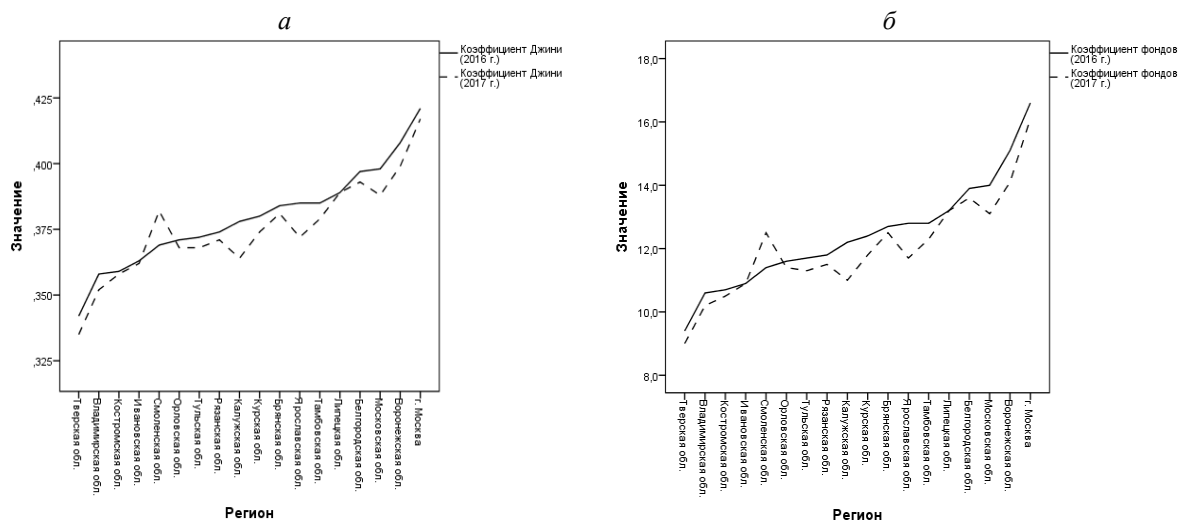 а
Коэффициент Джини
(2016 г.)
Коэффициент Джини
(2017 г.)
,425
,400
,375
,350
,325
Значение
Тверская обл.
Владимирская обл.
Костромская обл.
Ивановская обл.
Смоленская обл.
Орловская обл.
Тульская обл.
Рязанская обл.
Калужская обл.
Курская обл.
Брянская обл.
Ярославская обл.
Тамбовская обл.
Липецкая обл.
Белгородская обл.
Московская обл.
Воронежская обл.
г. Москва
Регион
б
Коэффициент фондов
(2016 г.)
Коэффициент фондов
(2017 г.)
18,0
16,0
14,0
12,0
10,0
8,0
Значение
Тверская обл.
Владимирская обл.
Костромская обл.
Ивановская обл.
Смоленская обл.
Орловская обл.
Тульская обл.
Рязанская обл.
Калужская обл.
Курская обл.
Брянская обл.
Ярославская обл.
Тамбовская обл.
Липецкая обл.
Белгородская обл.
Московская обл.
Воронежская обл.
г. Москва
Регион